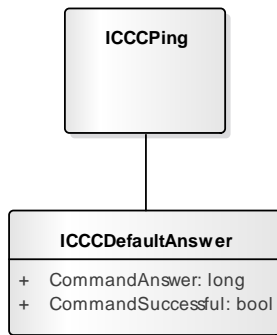 ICCCPing
ICCCDefaultAnswer
+ CommandAnswer: long
+ CommandSuccessful: bool